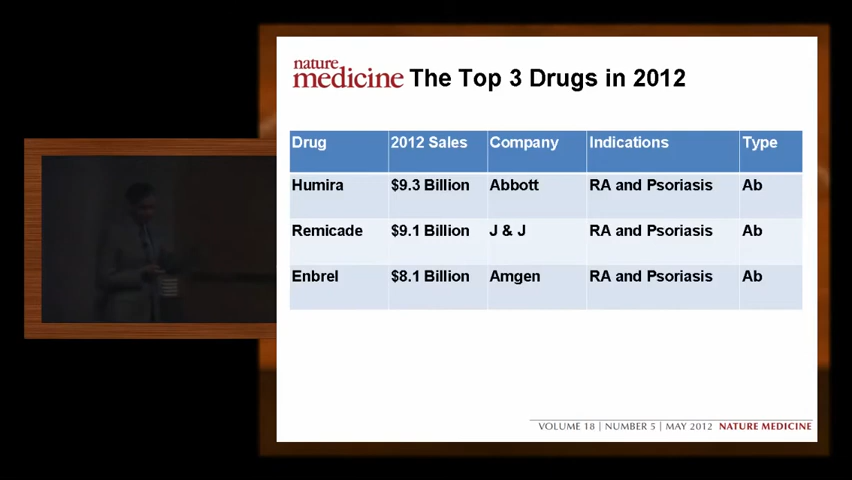 nature
medicine The Top 3 Drugs in 2012
Drug 2012 Sales Company Indications Type
Humira $9.3 Billion Abbott RA and Psoriasis Ab
Remicade $9.1 Billion J & J RA and Psoriasis Ab
Enbrel $8.1 Billion Amgen RA and Psoriasis Ab
VOLUME 18 | NUMBER 5 | MAY 2012 NATURE MEDICINE